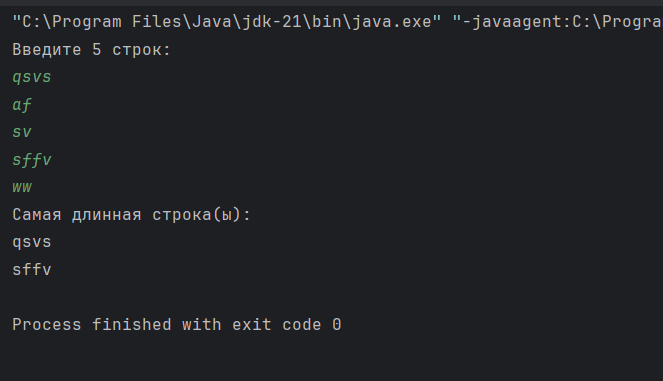 "C:\Program Files\Java\jdk-21\bin\java.exe" "-javaagent:C:\Progra
Введите 5 строк:
qsvs
af
sv
sffv
ww
Самая длинная строка(ы):
qsvs
sffv
Process finished with exit code 0